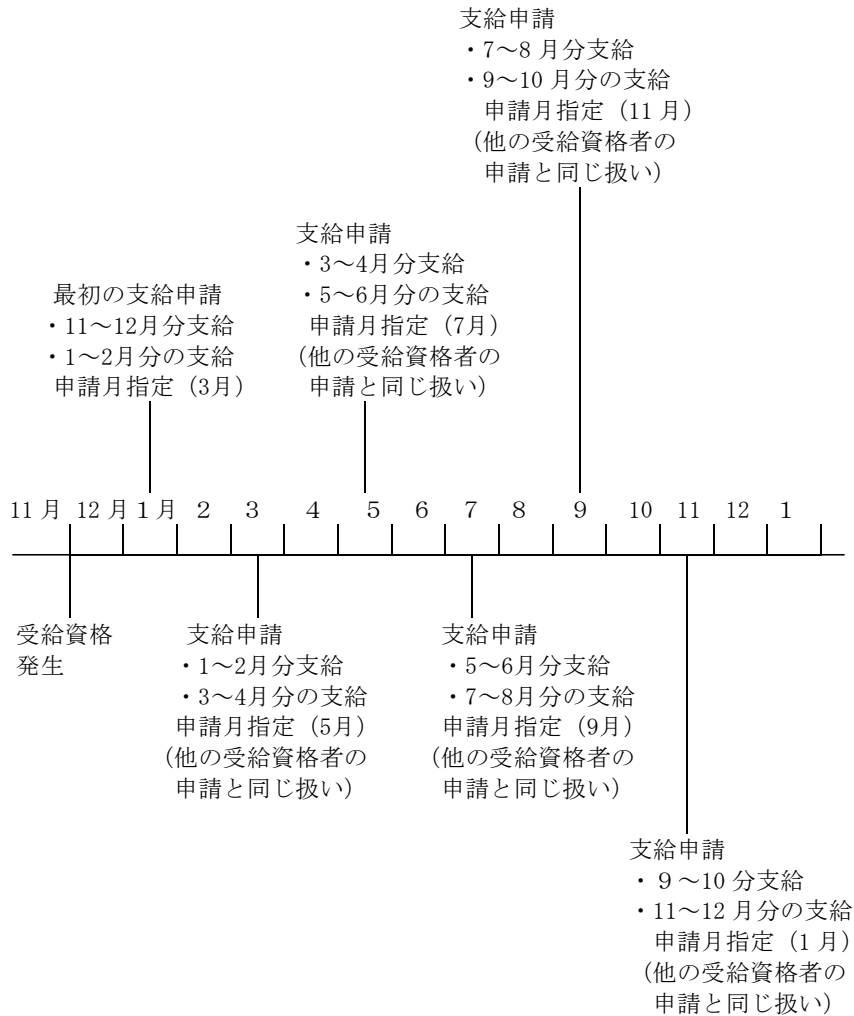 支給申請
・7～8 月分支給
・9～10 月分の支給
申請月指定（11 月）
（他の受給資格者の
申請と同じ扱い）
支給申請
・3～4月分支給
・5～6月分の支給
申請月指定（7月）
（他の受給資格者の
申請と同じ扱い）
最初の支給申請
・11～12月分支給
・1～2月分の支給
申請月指定（3月）
11 月 12 月 1 月 2 3 4 5 6 7 8 9 10 11 12 1
受給資格
発生
支給申請
・1～2月分支給
・3～4月分の支給
申請月指定（5月）
（他の受給資格者の
申請と同じ扱い）
支給申請
・5～6月分支給
・7～8月分の支給
申請月指定（9月）
（他の受給資格者の
申請と同じ扱い）
支給申請
・９～10 分支給
・11～12 月分の支給
申請月指定（1 月）
（他の受給資格者の
申請と同じ扱い）